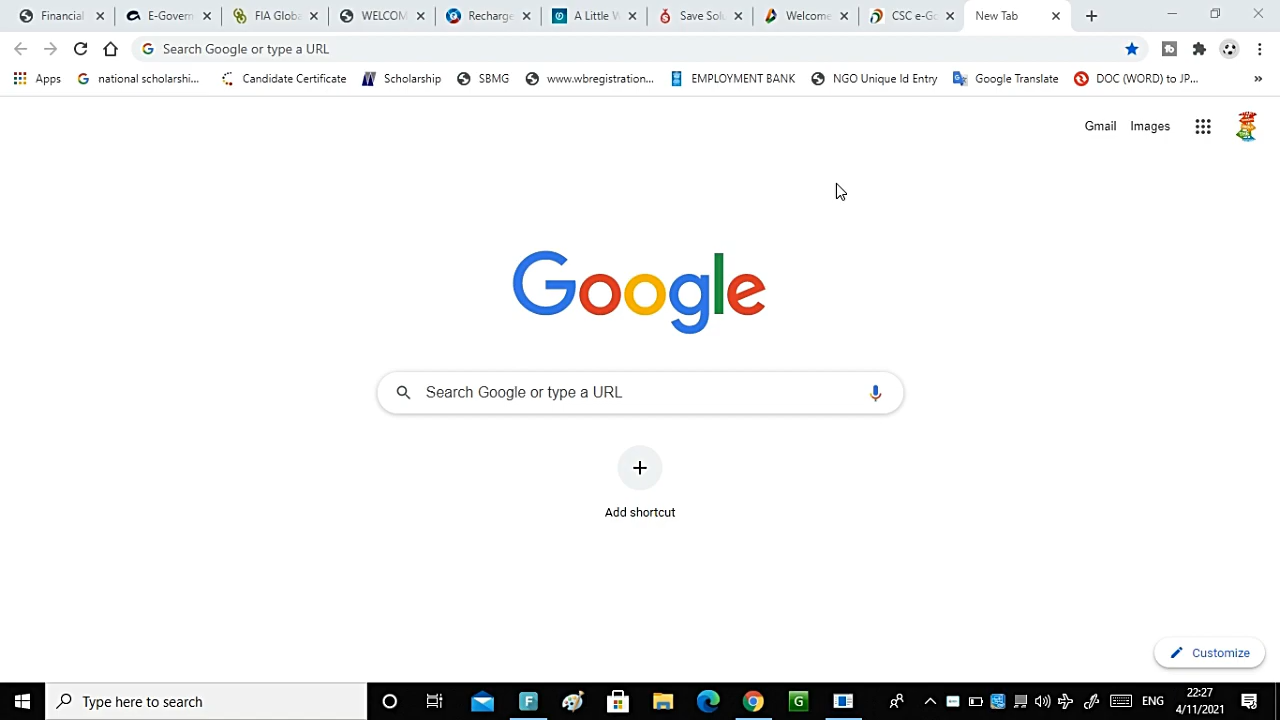 Financial
E-Govern
FIA Glob
WELCOM
Recharge
A Little W
Save Solu
Welcome
CSC e-Go
New Tab
Search Google or type a URL
Apps
national scholarshi...
Candidate Certificate
Scholarship
SBMG
www.wbregistration...
EMPLOYMENT BANK
NGO Unique Id Entry
Google Translate
DOC (WORD) to JP...
Gmail
Images
Google
Search Google or type a URL
Add shortcut
Customize
Type here to search
ENG
22:27
4/11/2021